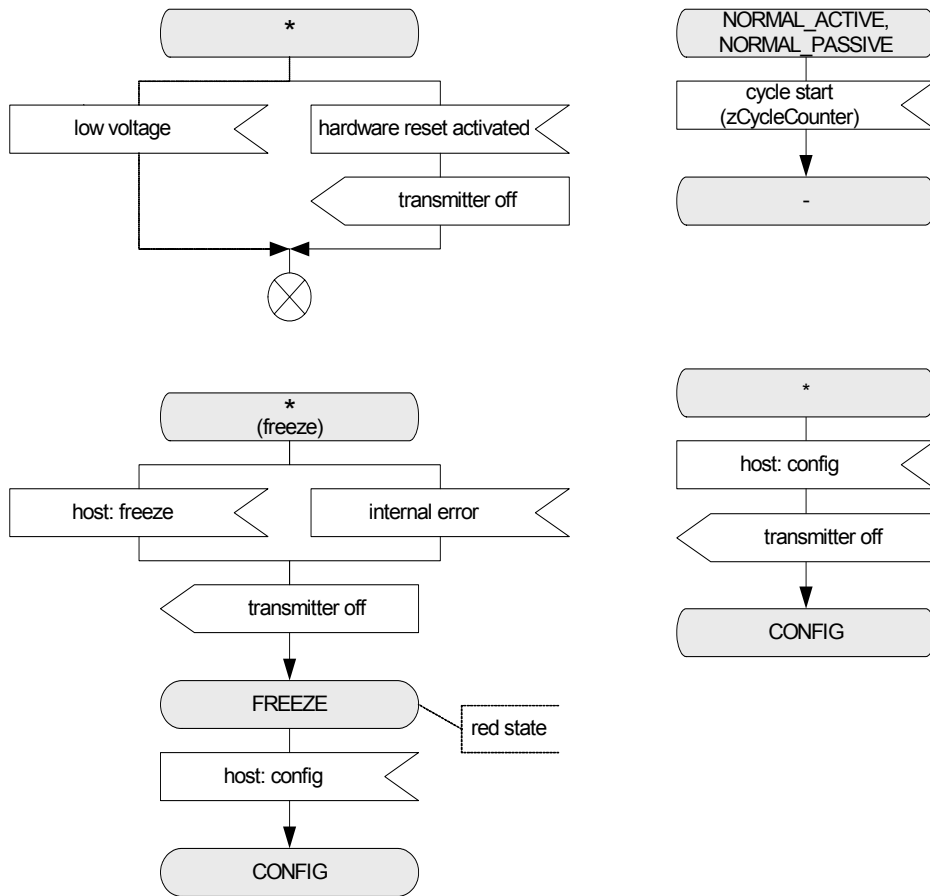 *
low voltage
hardware reset activated
transmitter off
NORMAL_ACTIVE,
NORMAL_PASSIVE
cycle start
(zCycleCounter)
-
*
(freeze)
host: freeze
internal error
transmitter off
FREEZE
red state
host: config
CONFIG
*
host: config
transmitter off
CONFIG